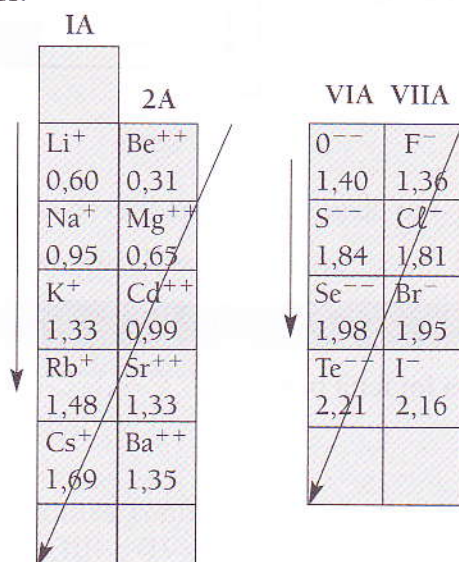 IA
2A
Li⁺ Be⁺⁺
0,60 0,31
Na⁺ Mg⁺⁺
0,95 0,65
K⁺ Cd⁺⁺
1,33 0,99
Rb⁺ Sr⁺⁺
1,48 1,33
Cs⁺ Ba⁺⁺
1,69 1,35
VIA VIIA
O⁻⁻ F⁻
1,40 1,36
S⁻⁻ Cℓ⁻
1,84 1,81
Se⁻⁻ Br⁻
1,98 1,95
Te⁻⁻ I⁻
2,21 2,16